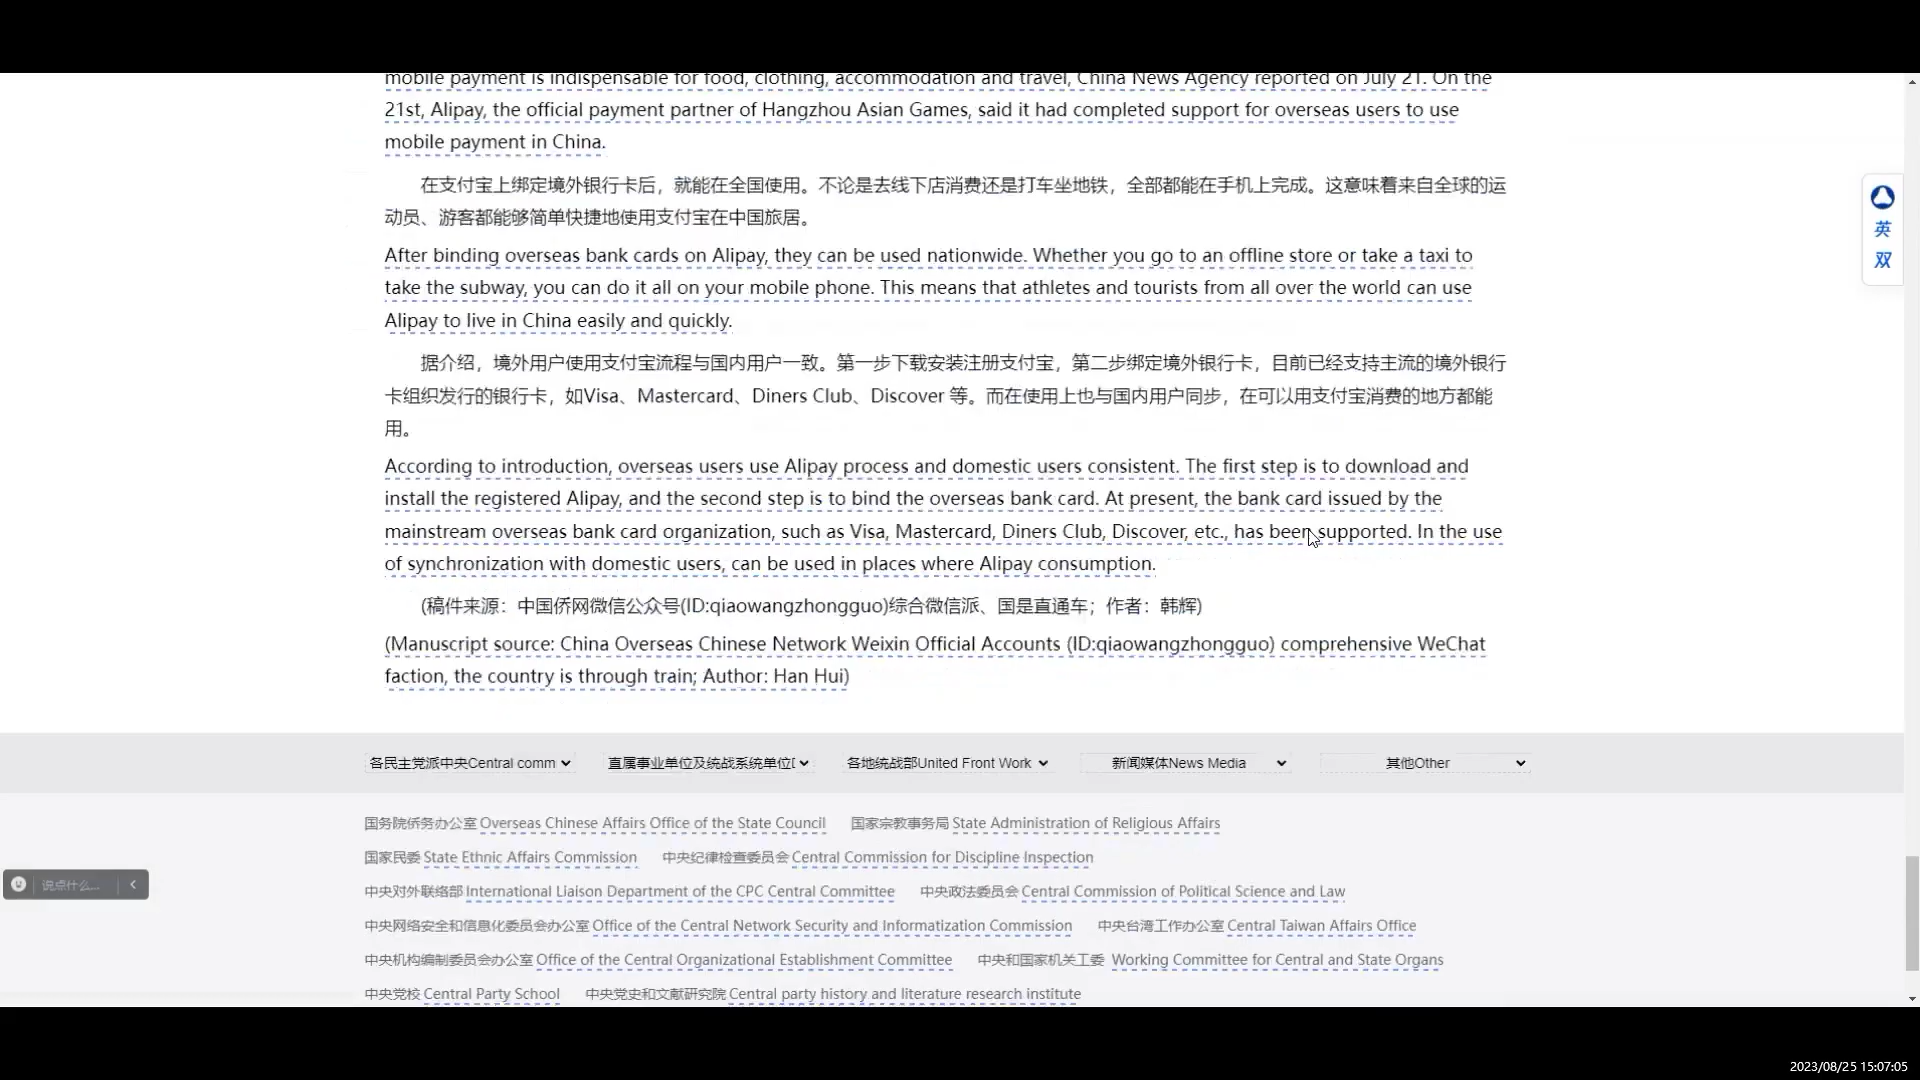 mobile payment is indispensable for food, clothing, accommodation and travel, China News Agency reported on July 21. On the
21st, Alipay, the official payment partner of Hangzhou Asian Games, said it had completed support for overseas users to use
mobile payment in China.
在支付宝上绑定境外银行卡后，就能在全国使用。不论是去线下店消费还是打车坐地铁，全部都能在手机上完成。这意味着来自全球的运
动员、游客都能够简单快捷地使用支付宝在中国旅居。
After binding overseas bank cards on Alipay, they can be used nationwide. Whether you go to an offline store or take a taxi to
take the subway, you can do it all on your mobile phone. This means that athletes and tourists from all over the world can use
Alipay to live in China easily and quickly.
据介绍，境外用户使用支付宝流程与国内用户一致。第一步下载安装注册支付宝，第二步绑定境外银行卡，目前已经支持主流的境外银行
卡组织发行的银行卡，如Visa、Mastercard、Diners Club、Discover 等。而在使用上也与国内用户同步，在可以用支付宝消费的地方都能
用。
According to introduction, overseas users use Alipay process and domestic users consistent. The first step is to download and
install the registered Alipay, and the second step is to bind the overseas bank card. At present, the bank card issued by the
mainstream overseas bank card organization, such as Visa, Mastercard, Diners Club, Discover, etc., has been supported. In the use
of synchronization with domestic users, can be used in places where Alipay consumption.
(稿件来源：中国侨网微信公众号(ID:qiaowangzhongguo)综合微信派、国是直通车；作者：韩辉)
(Manuscript source: China Overseas Chinese Network Weixin Official Accounts (ID:qiaowangzhongguo) comprehensive WeChat
faction, the country is through train; Author: Han Hui)
英
双
各民主党派中央Central comm 直属事业单位及统战系统单位 各地统战部United Front Work 新闻媒体News Media 其他Other
国务院侨务办公室 Overseas Chinese Affairs Office of the State Council 国家宗教事务局 State Administration of Religious Affairs
国家民委 State Ethnic Affairs Commission 中央纪律检查委员会 Central Commission for Discipline Inspection
说点什么...
中央对外联络部 International Liaison Department of the CPC Central Committee 中央政法委员会 Central Commission of Political Science and Law
中央网络安全和信息化委员会办公室 Office of the Central Network Security and Informatization Commission 中央台湾工作办公室 Central Taiwan Affairs Office
中央机构编制委员会办公室 Office of the Central Organizational Establishment Committee 中央和国家机关工委 Working Committee for Central and State Organs
中央党校 Central Party School 中央党史和文献研究院 Central party history and literature research institute
2023/08/25 15:07:05